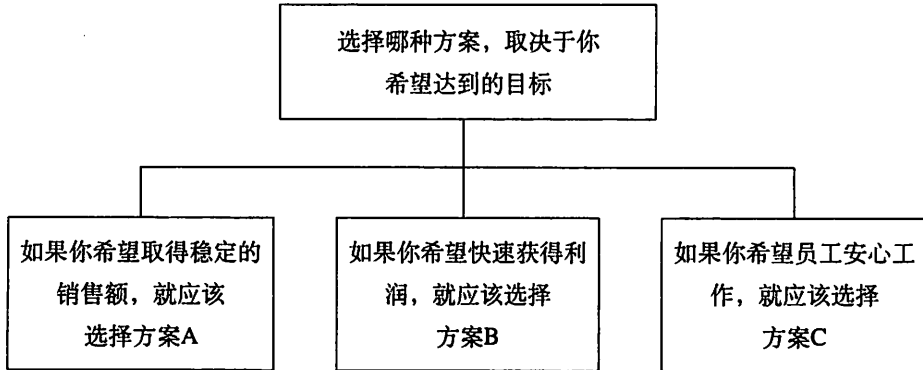 选择哪种方案，取决于你
希望达到的目标
如果你希望取得稳定的
销售额，就应该
选择方案A
如果你希望快速获得利
润，就应该选择
方案B
如果你希望员工安心工
作，就应该选择
方案C